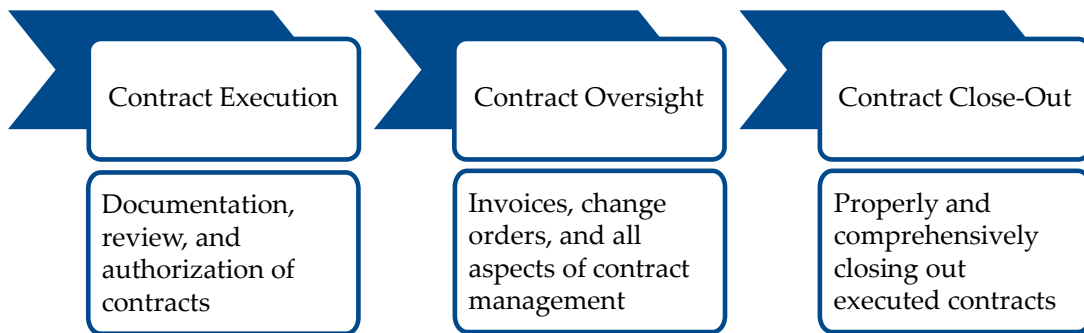 Contract Execution
Contract Oversight
Contract Close-Out
Documentation,
review, and
authorization of
contracts
Invoices, change
orders, and all
aspects of contract
management
Properly and
comprehensively
closing out
executed contracts